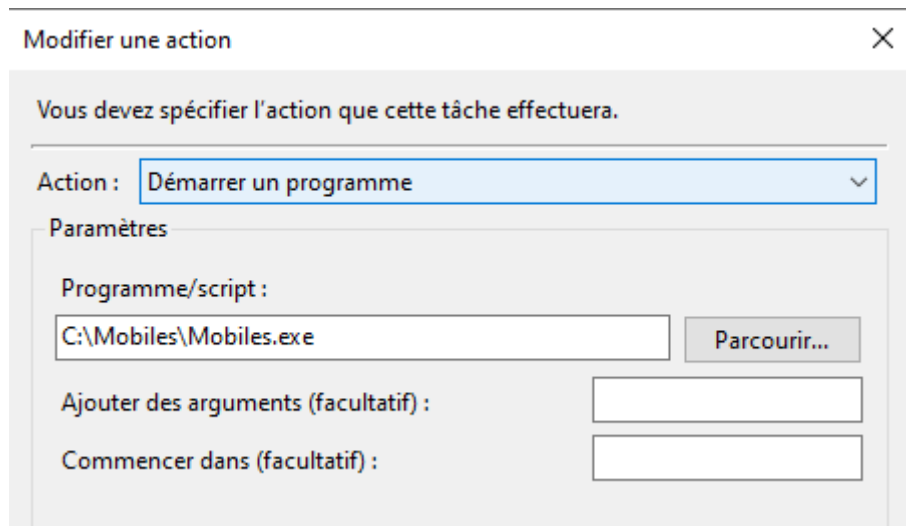 Modifier une action
Vous devez spécifier l'action que cette tâche effectuera.
Action : Démarrer un programme
Paramètres
Programme/script :
C:\Mobiles\Mobiles.exe Parcourir...
Ajouter des arguments (facultatif) :
Commencer dans (facultatif) :